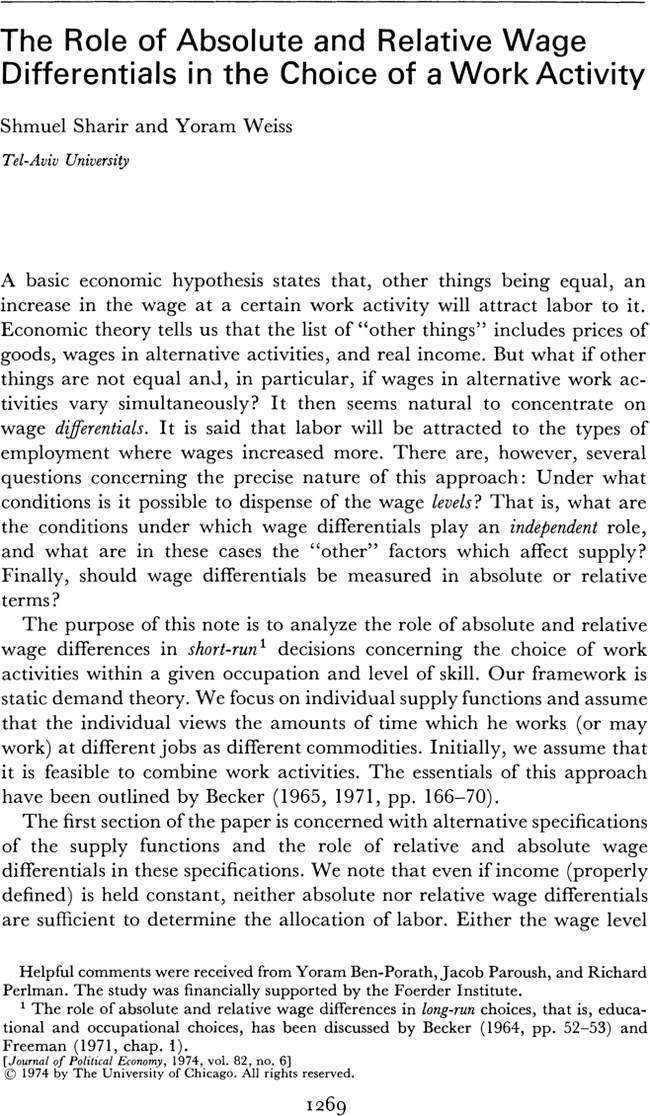 The Role of Absolute and Relative Wage
Differentials in the Choice of a Work Activity
Shmuel Sharir and Yoram Weiss
Tel-Aviv University
A basic economic hypothesis states that, other things being equal, an
increase in the wage at a certain work activity will attract labor to it.
Economic theory tells us that the list of “other things” includes prices of
goods, wages in alternative activities, and real income. But what if other
things are not equal and, in particular, if wages in alternative work ac-
tivities vary simultaneously? It then seems natural to concentrate on
wage differentials. It is said that labor will be attracted to the types of
employment where wages increased more. There are, however, several
questions concerning the precise nature of this approach: Under what
conditions is it possible to dispense of the wage levels? That is, what are
the conditions under which wage differentials play an independent role,
and what are in these cases the “other” factors which affect supply?
Finally, should wage differentials be measured in absolute or relative
terms?
The purpose of this note is to analyze the role of absolute and relative
wage differences in short-run¹ decisions concerning the choice of work
activities within a given occupation and level of skill. Our framework is
static demand theory. We focus on individual supply functions and assume
that the individual views the amounts of time which he works (or may
work) at different jobs as different commodities. Initially, we assume that
it is feasible to combine work activities. The essentials of this approach
have been outlined by Becker (1965, 1971, pp. 166–70).
The first section of the paper is concerned with alternative specifications
of the supply functions and the role of relative and absolute wage
differentials in these specifications. We note that even if income (properly
defined) is held constant, neither absolute nor relative wage differentials
are sufficient to determine the allocation of labor. Either the wage level
Helpful comments were received from Yoram Ben-Porath, Jacob Paroush, and Richard
Perlman. The study was financially supported by the Foerder Institute.
¹ The role of absolute and relative wage differences in long-run choices, that is, educa-
tional and occupational choices, has been discussed by Becker (1964, pp. 52–53) and
Freeman (1971, chap. 1).
[Journal of Political Economy, 1974, vol. 82, no. 6]
© 1974 by The University of Chicago. All rights reserved.
1269